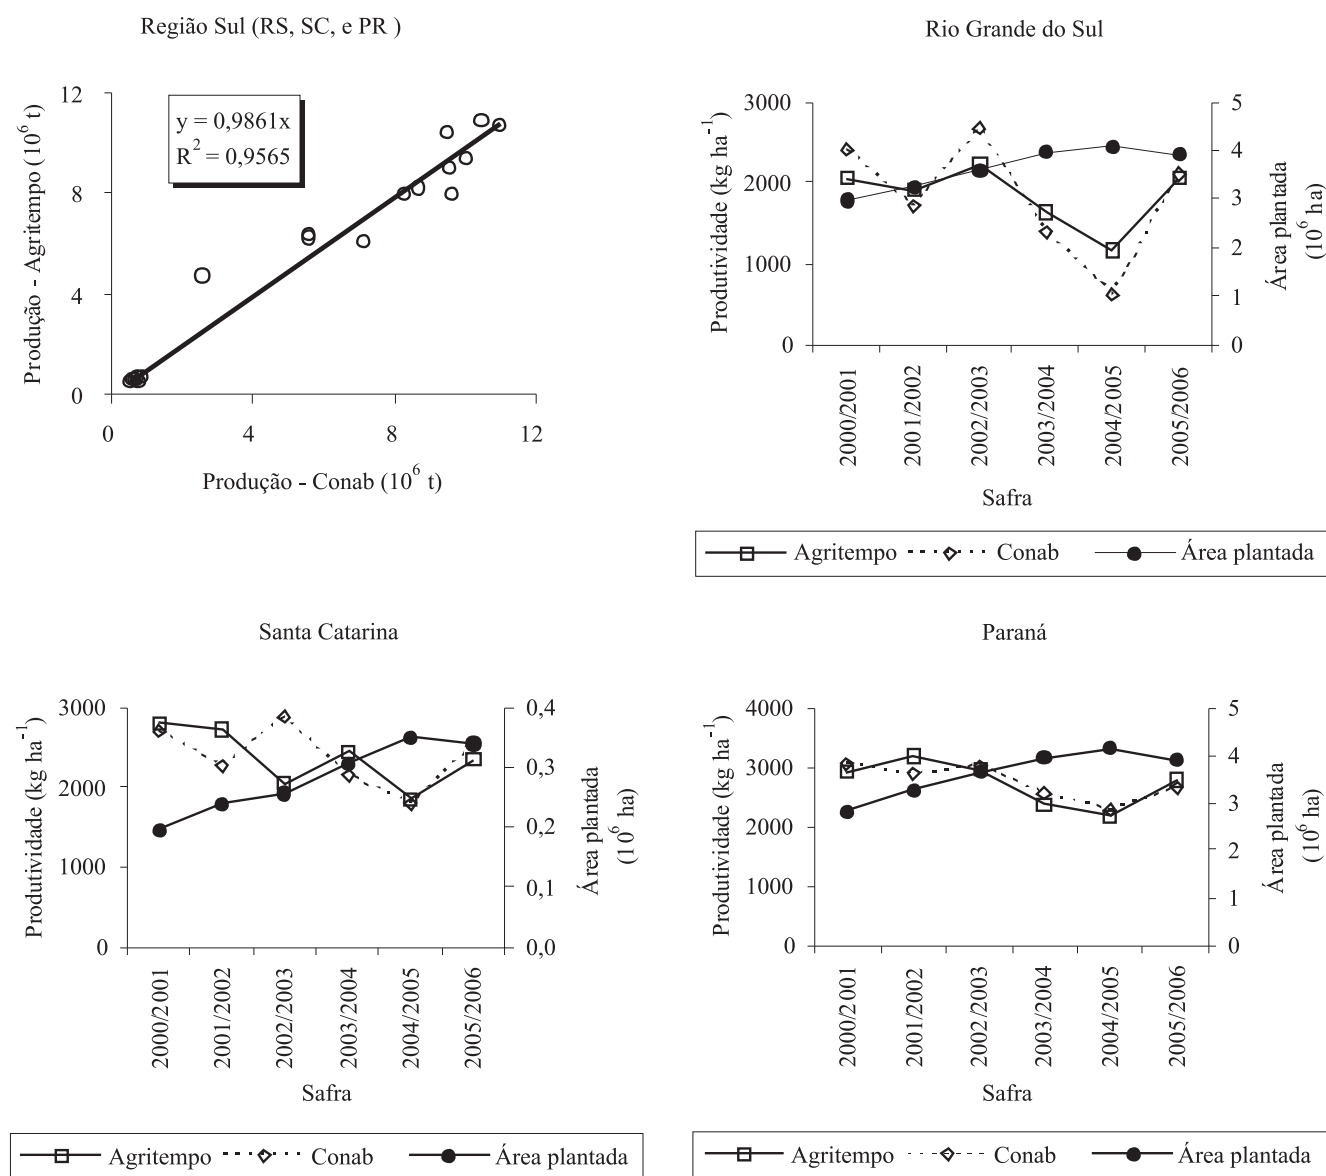 Região Sul (RS, SC, e PR )
Produção - Agritempo (10⁶ t)
12
8
4
0
y = 0,9861x
R² = 0,9565
0 4 8 12
Produção - Conab (10⁶ t)
Rio Grande do Sul
Produtividade (kg ha⁻¹)
3000
2000
1000
0
5
4
3
2
1
0
Área plantada
(10⁶ ha)
2000/2001
2001/2002
2002/2003
2003/2004
2004/2005
2005/2006
Safra
Agritempo Conab Área plantada
Santa Catarina
Produtividade (kg ha⁻¹)
3000
2000
1000
0
0,4
0,3
0,2
0,1
0,0
Área plantada
(10⁶ ha)
2000/2001
2001/2002
2002/2003
2003/2004
2004/2005
2005/2006
Safra
Agritempo Conab Área plantada
Paraná
Produtividade (kg ha⁻¹)
4000
3000
2000
1000
0
5
4
3
2
1
0
Área plantada
(10⁶ ha)
2000/2001
2001/2002
2002/2003
2003/2004
2004/2005
2005/2006
Safra
Agritempo Conab Área plantada